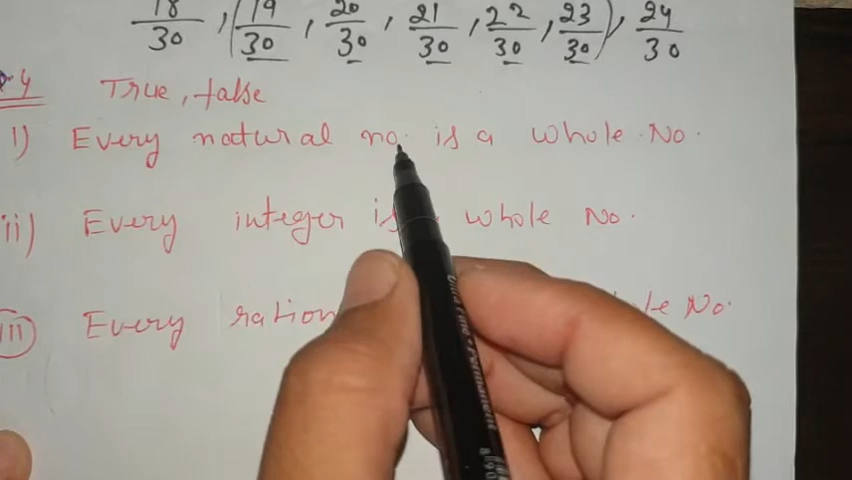 18/30 , ( 19/30 , 20/30 , 21/30 , 22/30 , 23/30 ) , 24/30
4 True, false
i) Every natural no. is a whole No.
ii) Every integer is whole No.
iii) Every ration No.